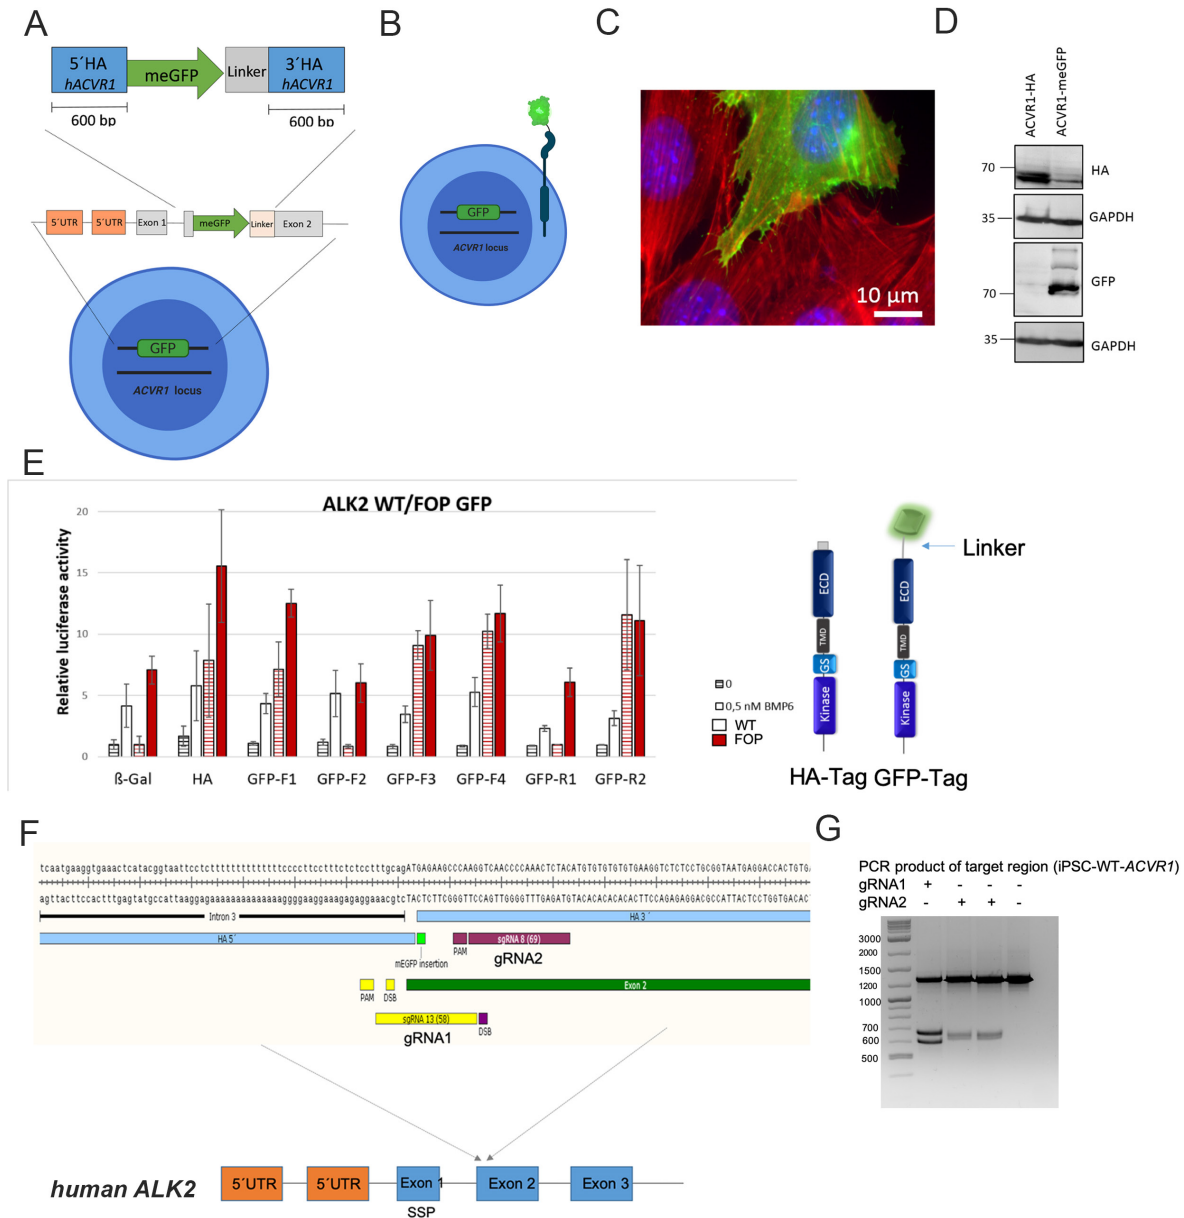 A
5´HA
hACVR1
meGFP
Linker
3´HA
hACVR1
600 bp
600 bp
5´UTR
5´UTR
Exon 1
meGFP
Linker
Exon 2
GFP
ACVR1 locus
B
GFP
ACVR1 locus
C
10 µm
D
ACVR1-HA
ACVR1-meGFP
70
HA
35
GAPDH
GFP
70
35
GAPDH
E
ALK2 WT/FOP GFP
Relative luciferase activity
20
15
10
5
0
ß-Gal HA GFP-F1 GFP-F2 GFP-F3 GFP-F4 GFP-R1 GFP-R2
0
0,5 nM BMP6
WT
FOP
ECD
TMD
GS
Kinase
ECD
TMD
GS
Kinase
Linker
HA-Tag GFP-Tag
F
Intron 3
HA 3´
HA 5´
mEGFP insertion
PAM
sgRNA 8 (69)
gRNA2
PAM
DSB
Exon 2
sgRNA 13 (58)
DSB
gRNA1
human ALK2
5´UTR
5´UTR
Exon 1
Exon 2
Exon 3
SSP
G
PCR product of target region (iPSC-WT-ACVR1)
gRNA1 + - - -
gRNA2 - + + -
3000
2000
1500
1200
1000
700
600
500